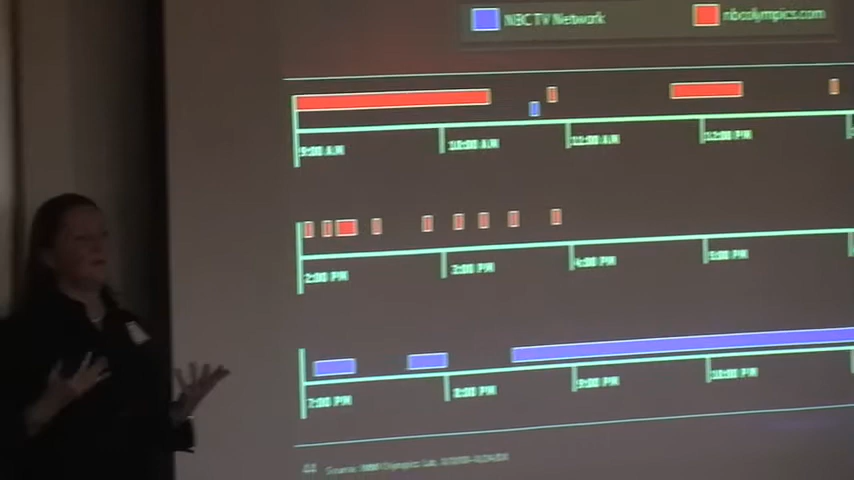 NBC TV Network
nbcolympics.com
9:00 AM 10:00 AM 11:00 AM 12:00 PM
2:00 PM 3:00 PM 4:00 PM 5:00 PM
7:00 PM 8:00 PM 9:00 PM 10:00 PM
44
Source: